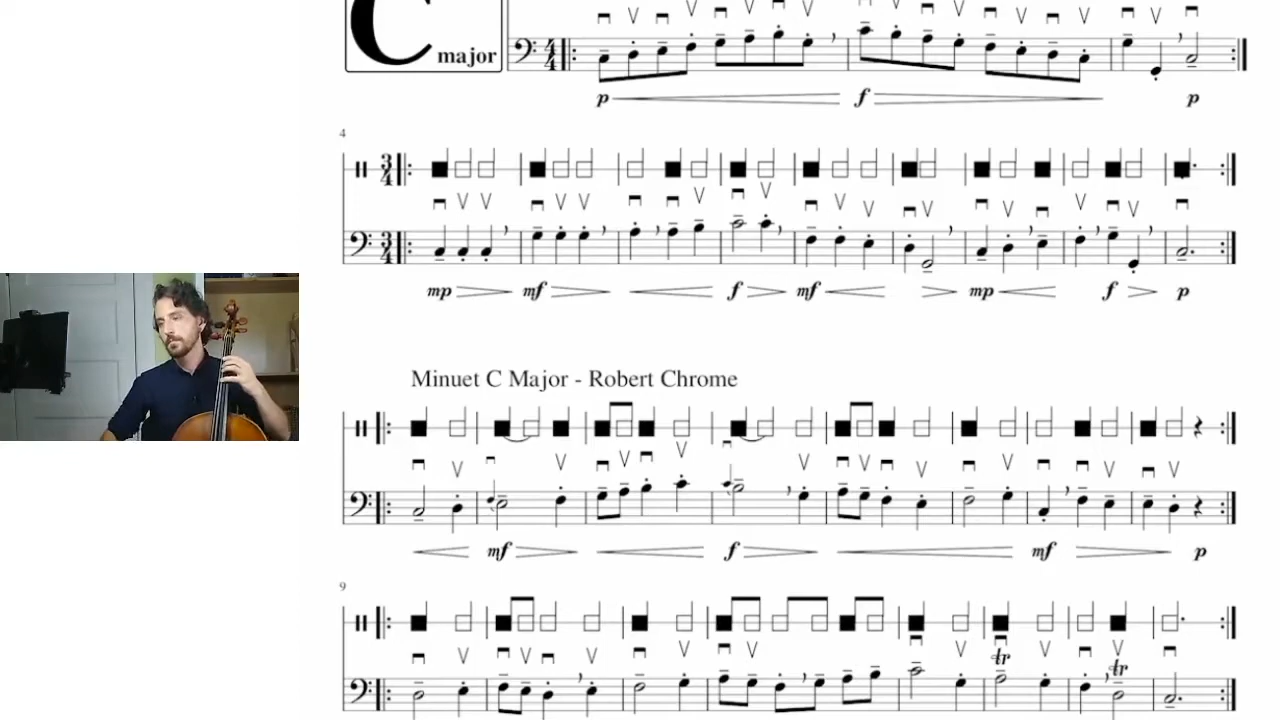 C major
p f p
4
mp mf f mf mp f p
Minuet C Major - Robert Chrome
mf f mf p
9
tr
tr